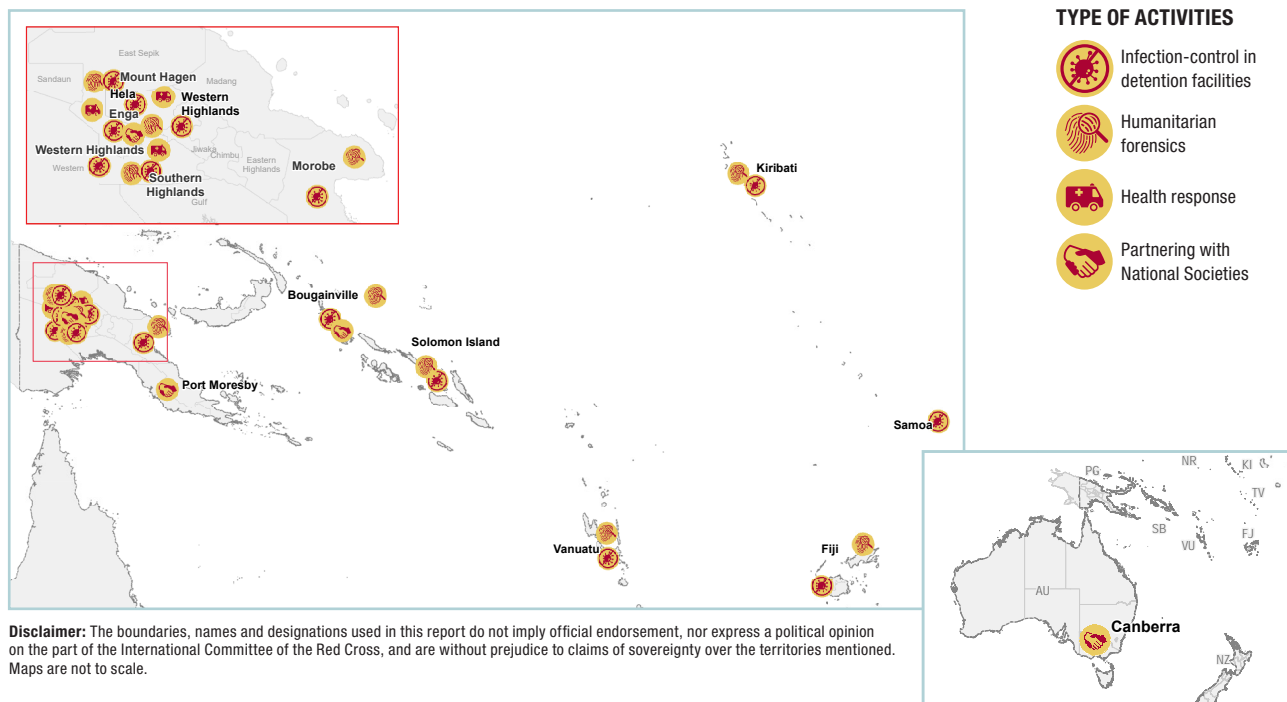 TYPE OF ACTIVITIES
Infection-control in
detention facilities
Humanitarian
forensics
Health response
Partnering with
National Societies
East Sepik
Sandaun
Mount Hagen
Madang
Hela
Western
Highlands
Enga
Western Highlands
Jiwaka
Chimbu
Eastern
Highlands
Western
Morobe
Southern
Highlands
Gulf
Kiribati
Bougainville
Solomon Island
Port Moresby
Samoa
Vanuatu
Fiji
PG
NR
KI
TV
SB
VU
FJ
AU
Canberra
NZ
Disclaimer: The boundaries, names and designations used in this report do not imply official endorsement, nor express a political opinion
on the part of the International Committee of the Red Cross, and are without prejudice to claims of sovereignty over the territories mentioned.
Maps are not to scale.